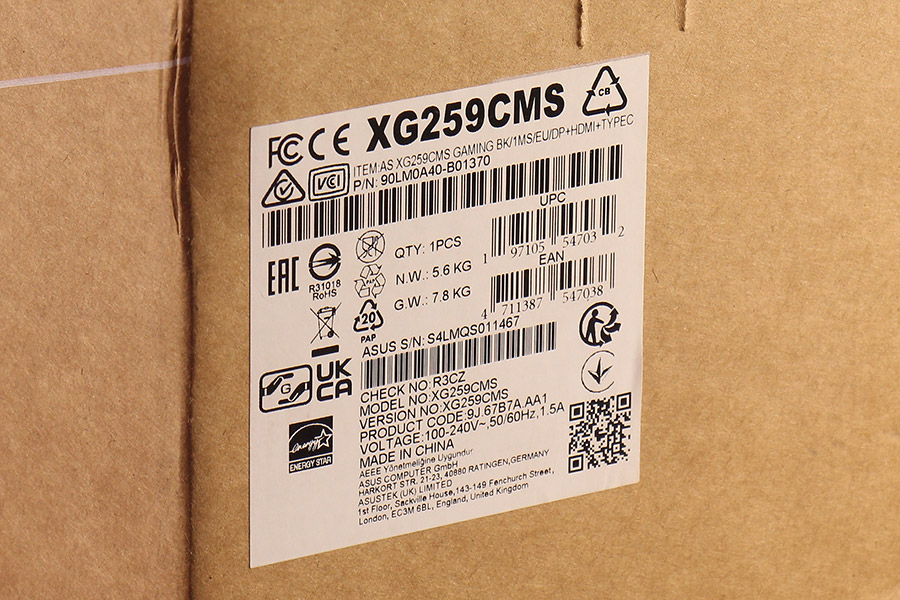 FC CE XG259CMS CB
ITEM:AS XG259CMS GAMING BK/1MS/EU/DP+HDMI+TYPEC
VCCI P/N: 90LM0A40-B01370
UPC
1 97105 54703 2
EAN
4 711387 547038
EAC
R31018
RoHS
QTY: 1PCS
N.W.: 5.6 KG
G.W.: 7.8 KG
PAP
20
PAP
ASUS S/N: S4LMQS011467
G
UK
CA
CHECK NO: R3CZ
MODEL NO: XG259CMS
VERSION NO:XG259CMS
PRODUCT CODE: 9J.67B7A.AA1
VOLTAGE: 100-240V~,50/60Hz, 1.5A
MADE IN CHINA
energy
ENERGY STAR
AEEE Yönetmeliğine Uygundur
ASUS COMPUTER GmbH
HARKORT STR. 21-23, 40880 RATINGEN,GERMANY
ASUSTEK (UK) LIMITED
1st Floor, Sackville House,143-149 Fenchurch Street,
London, EC3M 6BL, England, United Kingdom